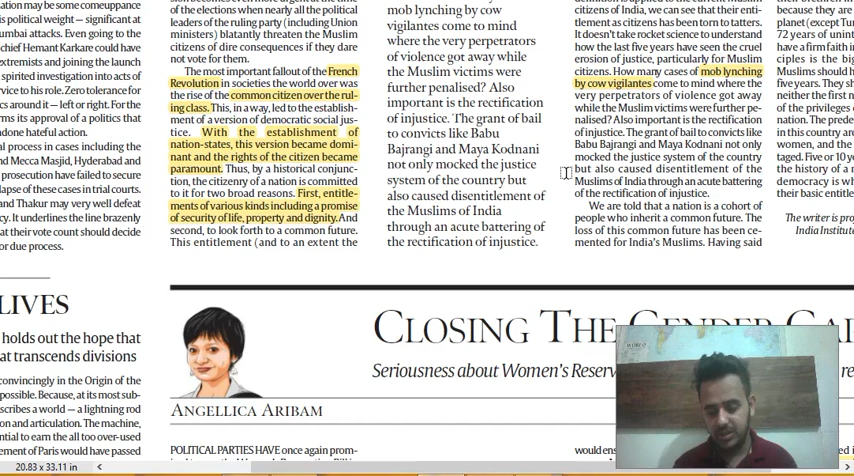 ation may be some comeuppance
s political weight — significant at
umbai attacks. Even going to the
chief Hemant Karkare could have
extremists and joining the launch
spirited investigation into acts of
vice to his role. Zero tolerance for
cs around it — left or right. For the
rms its approval of a politics that
ndone hateful action.
al process in cases including the
nd Mecca Masjid, Hyderabad and
prosecution have failed to secure
lapse of these cases in trial courts.
and Thakur may very well defeat
cy. It underlines the line brazenly
at their vote count should decide
or due process.
LIVES
holds out the hope that
at transcends divisions
convincingly in the Origin of the
possible. Because, at its most sub-
scribes a world — a lightning rod
on and articulation. The machine,
ntial to earn the all too over-used
ement of Paris would have passed
of the elections when nearly all the political
leaders of the ruling party (including Union
ministers) blatantly threaten the Muslim
citizens of dire consequences if they dare
not vote for them.
The most important fallout of the French
Revolution in societies the world over was
the rise of the common citizen over the rul-
ing class. This, in a way, led to the establish-
ment of a version of democratic social jus-
tice. With the establishment of
nation-states, this version became domi-
nant and the rights of the citizen became
paramount. Thus, by a historical conjunc-
tion, the citizenry of a nation is committed
to it for two broad reasons. First, entitle-
ments of various kinds including a promise
of security of life, property and dignity. And
second, to look forth to a common future.
This entitlement (and to an extent the
mob lynching by cow
vigilantes come to mind
where the very perpetrators
of violence got away while
the Muslim victims were
further penalised? Also
important is the rectification
of injustice. The grant of bail
to convicts like Babu
Bajrangi and Maya Kodnani
not only mocked the justice
system of the country but
also caused disentitlement of
the Muslims of India
through an acute battering of
the rectification of injustice.
citizens of India, we can see that their enti-
tlement as citizens has been torn to tatters.
It doesn't take rocket science to understand
how the last five years have seen the cruel
erosion of justice, particularly for Muslim
citizens. How many cases of mob lynching
by cow vigilantes come to mind where the
very perpetrators of violence got away
while the Muslim victims were further pe-
nalised? Also important is the rectification
of injustice. The grant of bail to convicts like
Babu Bajrangi and Maya Kodnani not only
mocked the justice system of the country
but also caused disentitlement of the
Muslims of India through an acute battering
of the rectification of injustice.
We are told that a nation is a cohort of
people who inherit a common future. The
loss of this common future has been ce-
mented for India's Muslims. Having said
because they are
planet (except Tur
72 years of unint
have a firm faith in
ciples is
Muslims should h
five years. They sh
neither the first n
of the privileges o
nation. The prede
in this country are
women, and the
taged. Five or 10 ye
the history of a n
democracy is wh
their basic entitler
The writer is pro
India Institute
CLOSING THE GENDER GA
Seriousness about Women's Reserv
re
ANGELLICA ARIBAM
POLITICAL PARTIES HAVE once again prom-
would ens
20.83 x 33.11 in